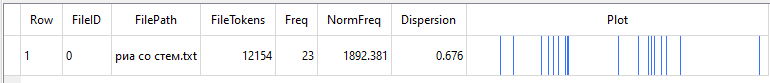 Row FileID FilePath FileTokens Freq NormFreq Dispersion Plot
1 0 риа со стем.txt 12154 23 1892.381 0.676